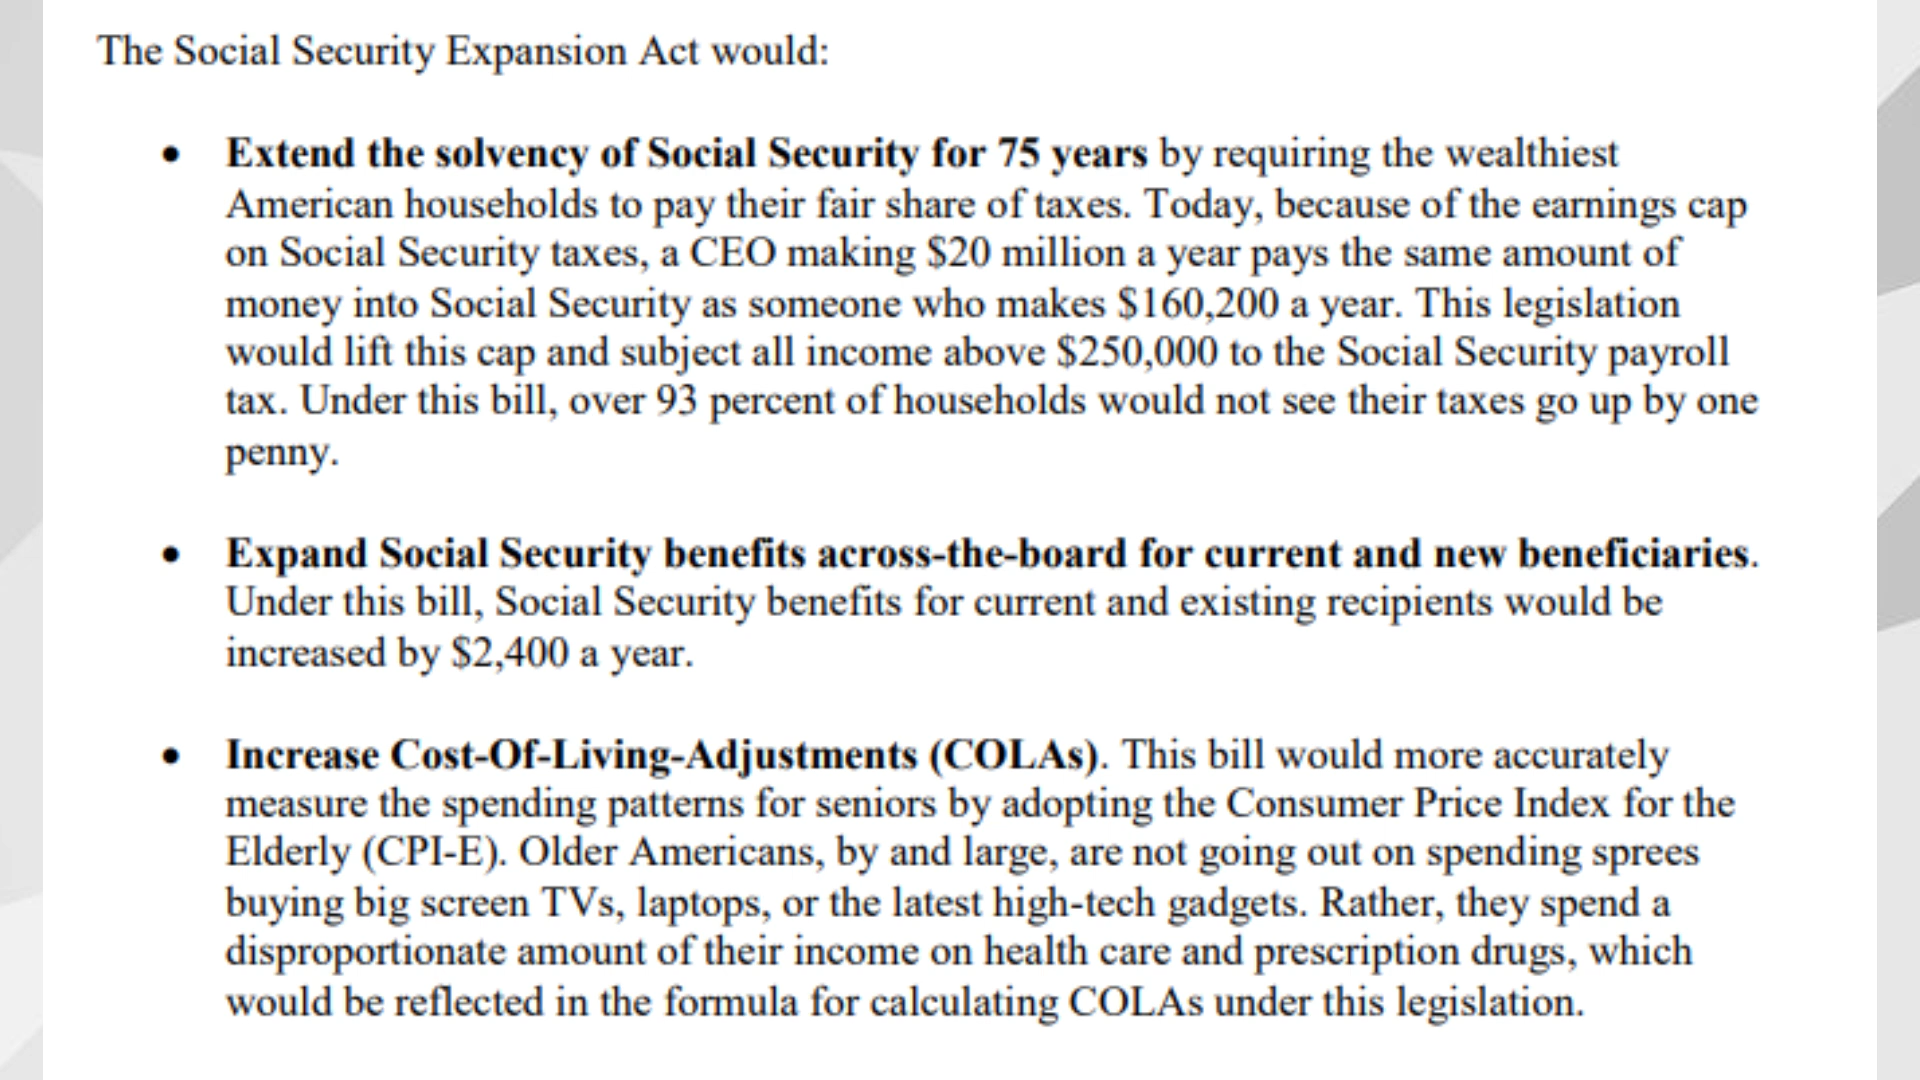 The Social Security Expansion Act would:
• Extend the solvency of Social Security for 75 years by requiring the wealthiest
American households to pay their fair share of taxes. Today, because of the earnings cap
on Social Security taxes, a CEO making $20 million a year pays the same amount of
money into Social Security as someone who makes $160,200 a year. This legislation
would lift this cap and subject all income above $250,000 to the Social Security payroll
tax. Under this bill, over 93 percent of households would not see their taxes go up by one
penny.
• Expand Social Security benefits across-the-board for current and new beneficiaries.
Under this bill, Social Security benefits for current and existing recipients would be
increased by $2,400 a year.
• Increase Cost-Of-Living-Adjustments (COLAs). This bill would more accurately
measure the spending patterns for seniors by adopting the Consumer Price Index for the
Elderly (CPI-E). Older Americans, by and large, are not going out on spending sprees
buying big screen TVs, laptops, or the latest high-tech gadgets. Rather, they spend a
disproportionate amount of their income on health care and prescription drugs, which
would be reflected in the formula for calculating COLAs under this legislation.